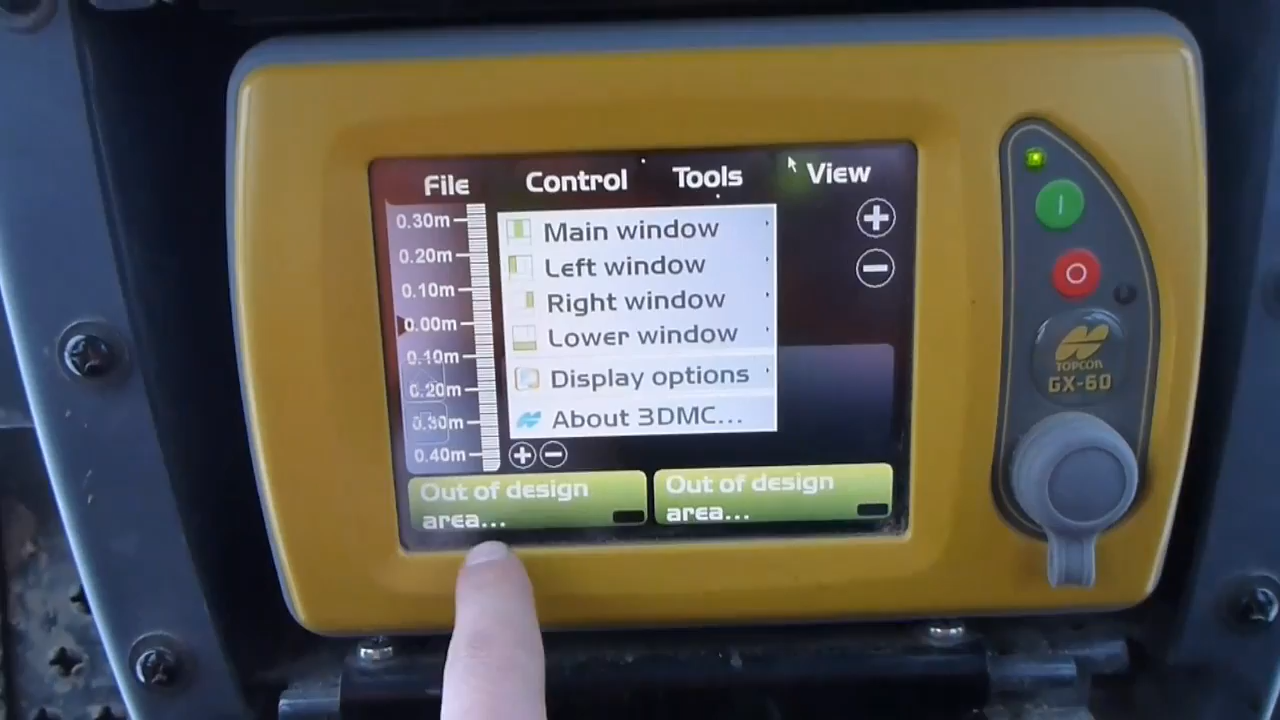 File Control Tools View
0.30m
0.20m
0.10m
0.00m
0.10m
0.20m
0.30m
0.40m
Main window
Left window
Right window
Lower window
Display options
About 3DMC...
Out of design
area...
Out of design
area...
TOPCON
GX-60